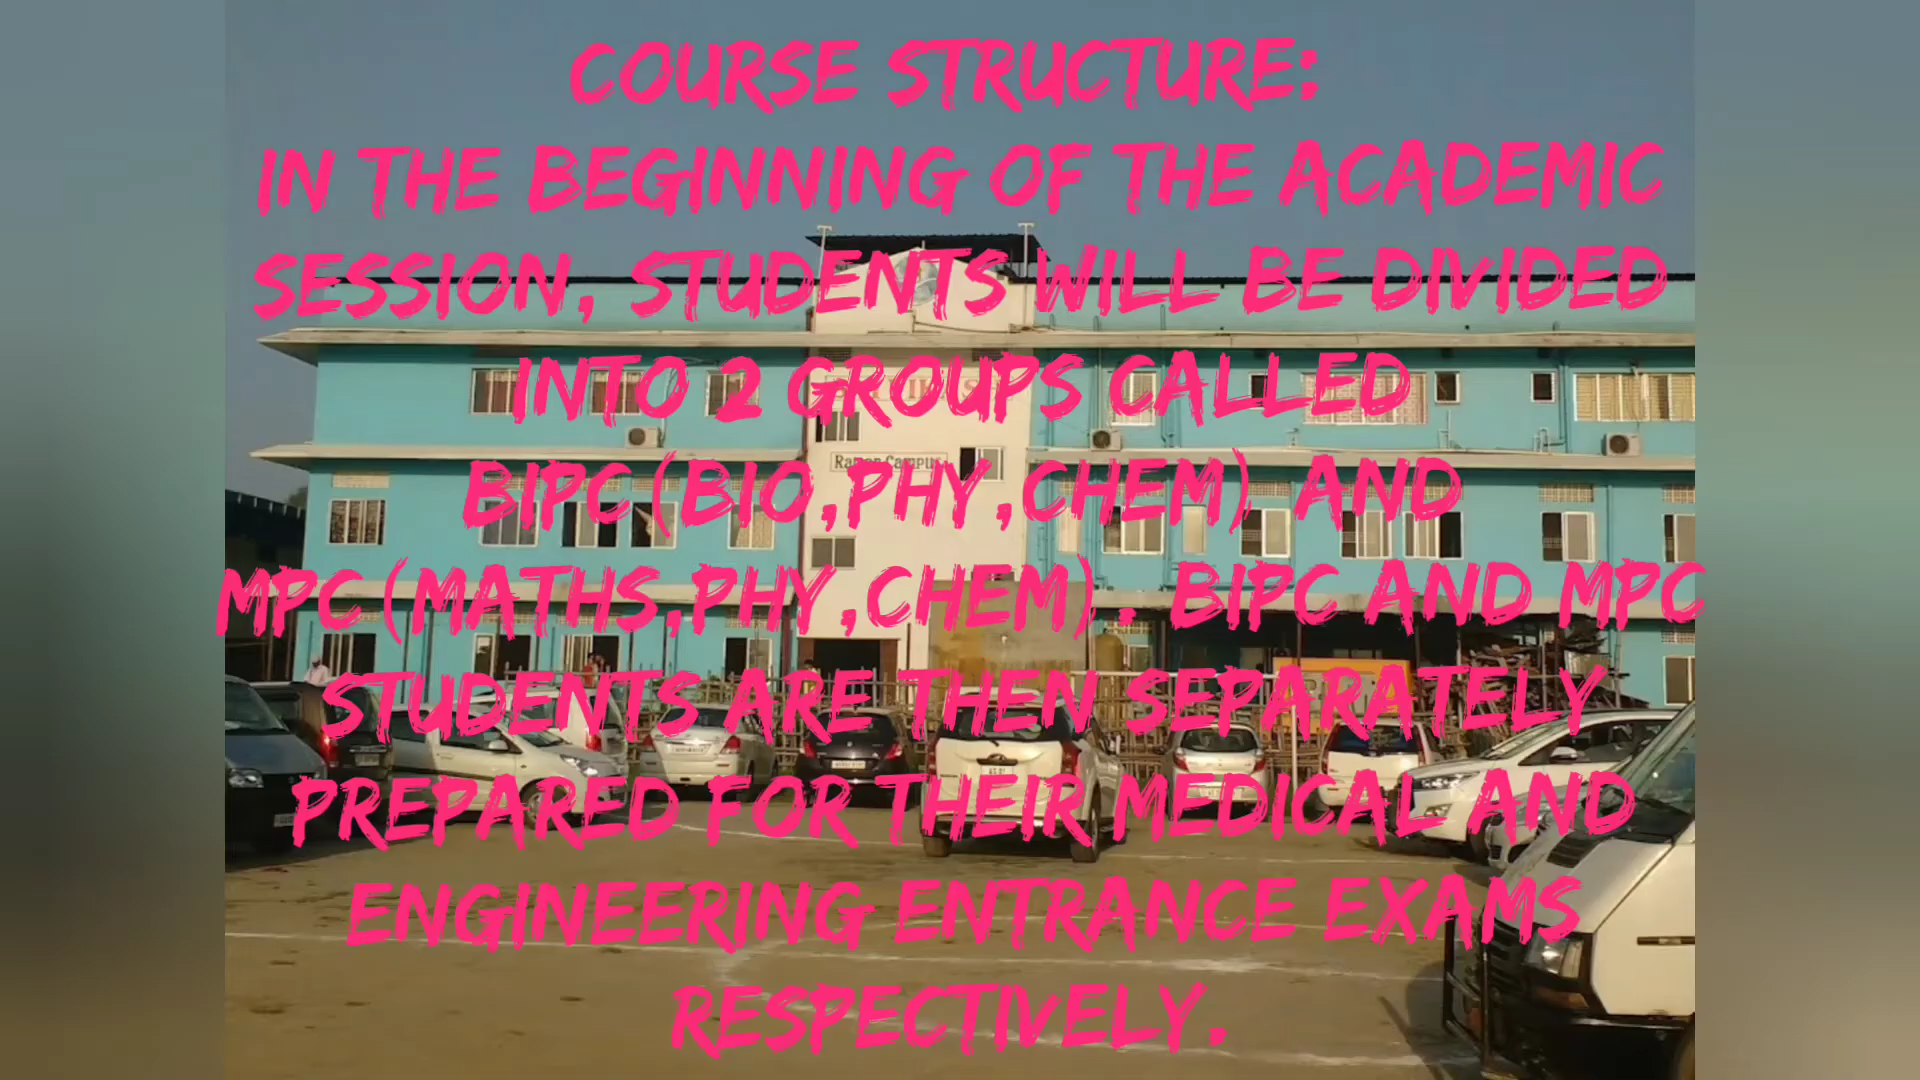 COURSE STRUCTURE:
IN THE BEGINNING OF THE ACADEMIC
SESSION, STUDENTS WILL BE DIVIDED
INTO 2 GROUPS CALLED
BIPC(BIO,PHY,CHEM) AND
MPC(MATHS,PHY,CHEM). BIPC AND MPC
STUDENTS ARE THEN SEPARATELY
PREPARED FOR THEIR MEDICAL AND
ENGINEERING ENTRANCE EXAMS
RESPECTIVELY.
Campus